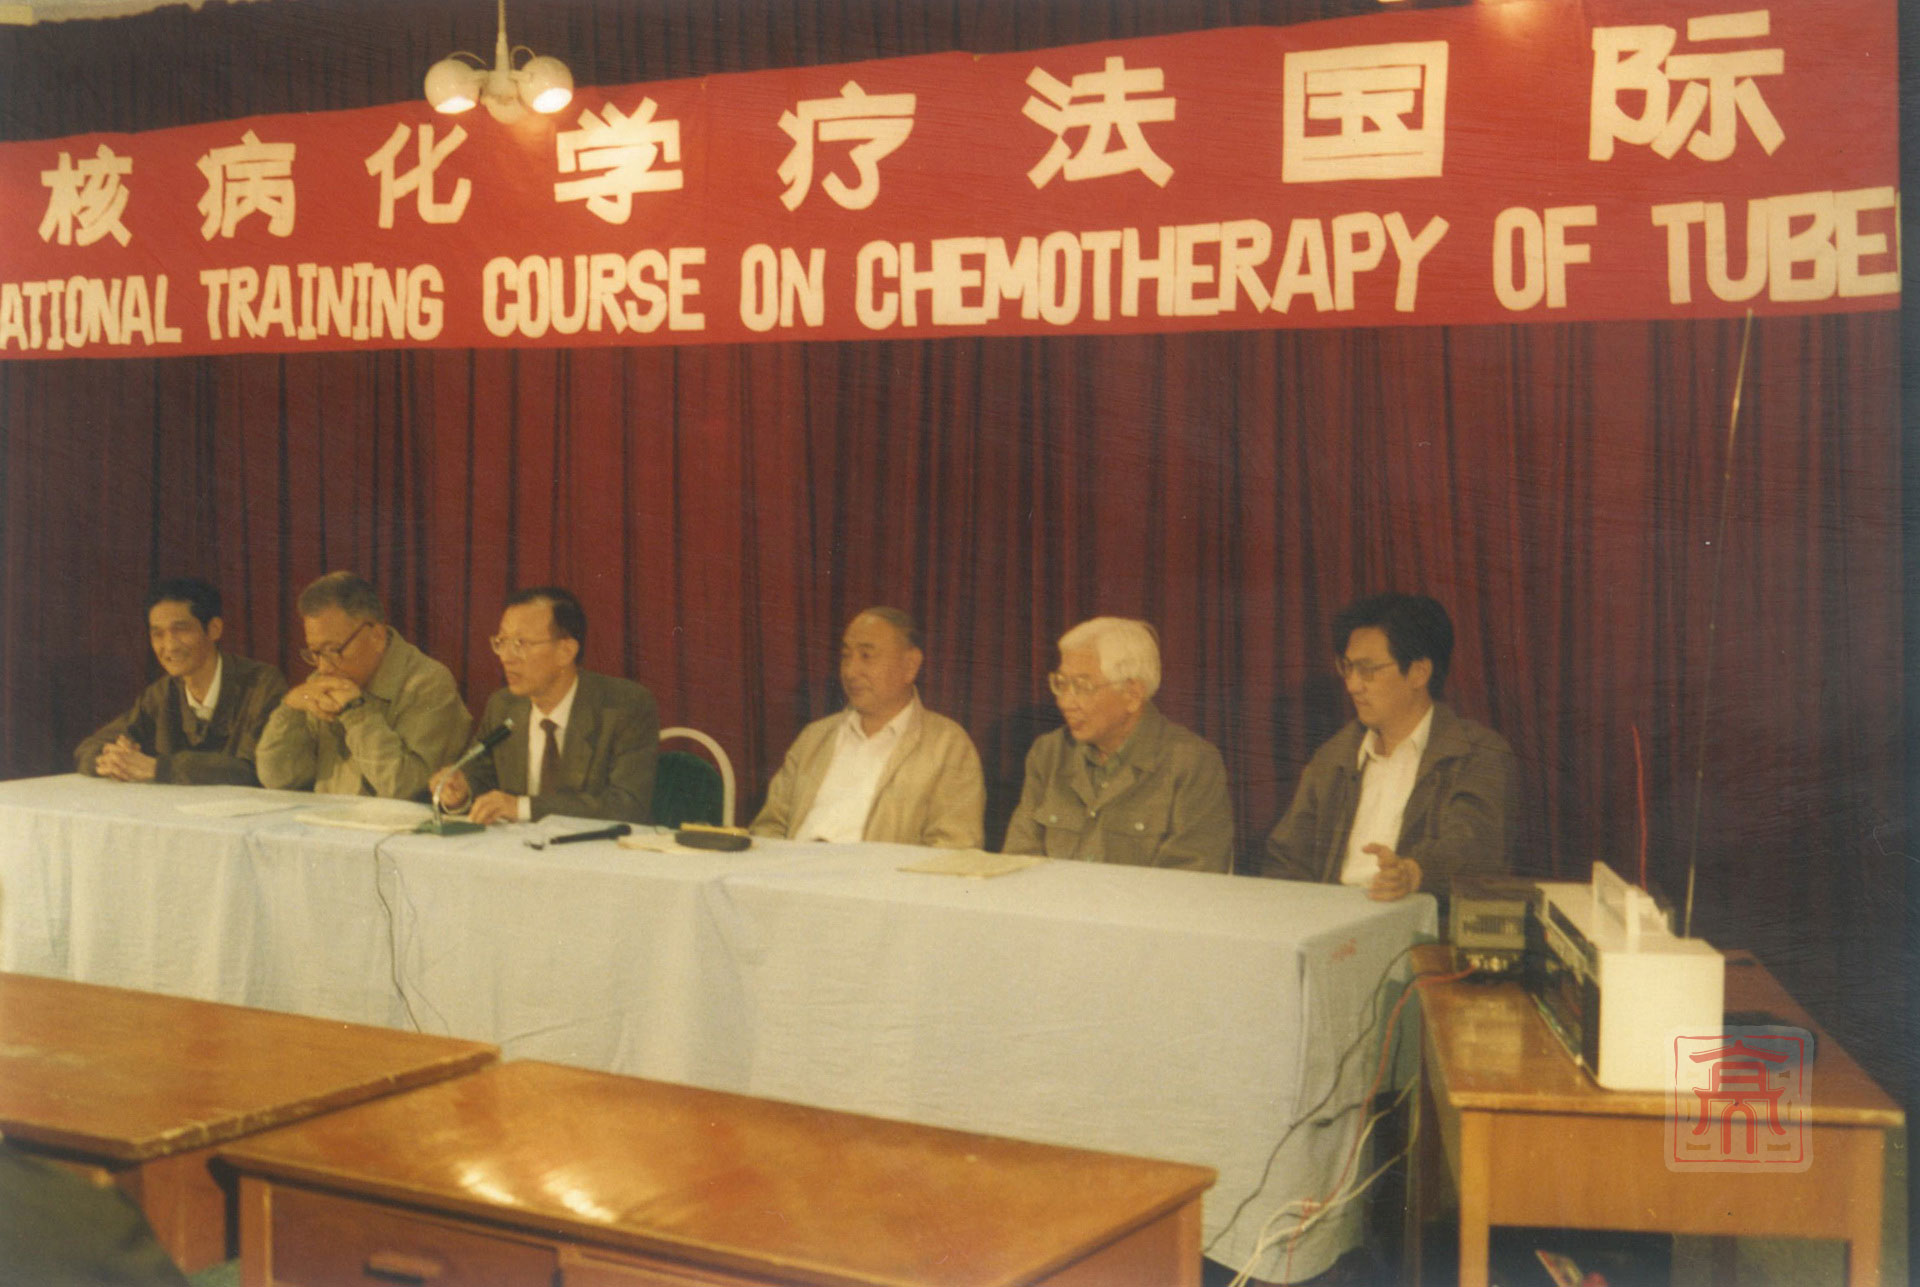 核病化学疗法国际
ATIONAL TRAINING COURSE ON CHEMOTHERAPY OF TUBE